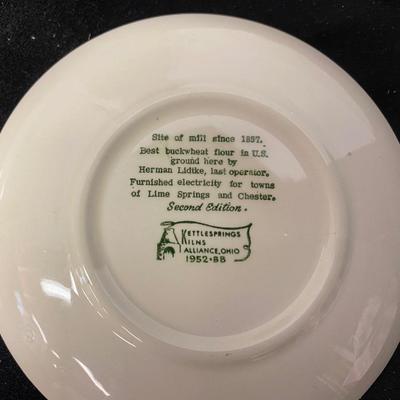 Site of mill since 1857.
Best buckwheat flour in U.S.
ground here by
Herman Lidtke, last operator.
Furnished electricity for towns
of Lime Springs and Chester.
Second Edition.
KETTLESPRINGS
KILNS
ALLIANCE, OHIO
1952-BB